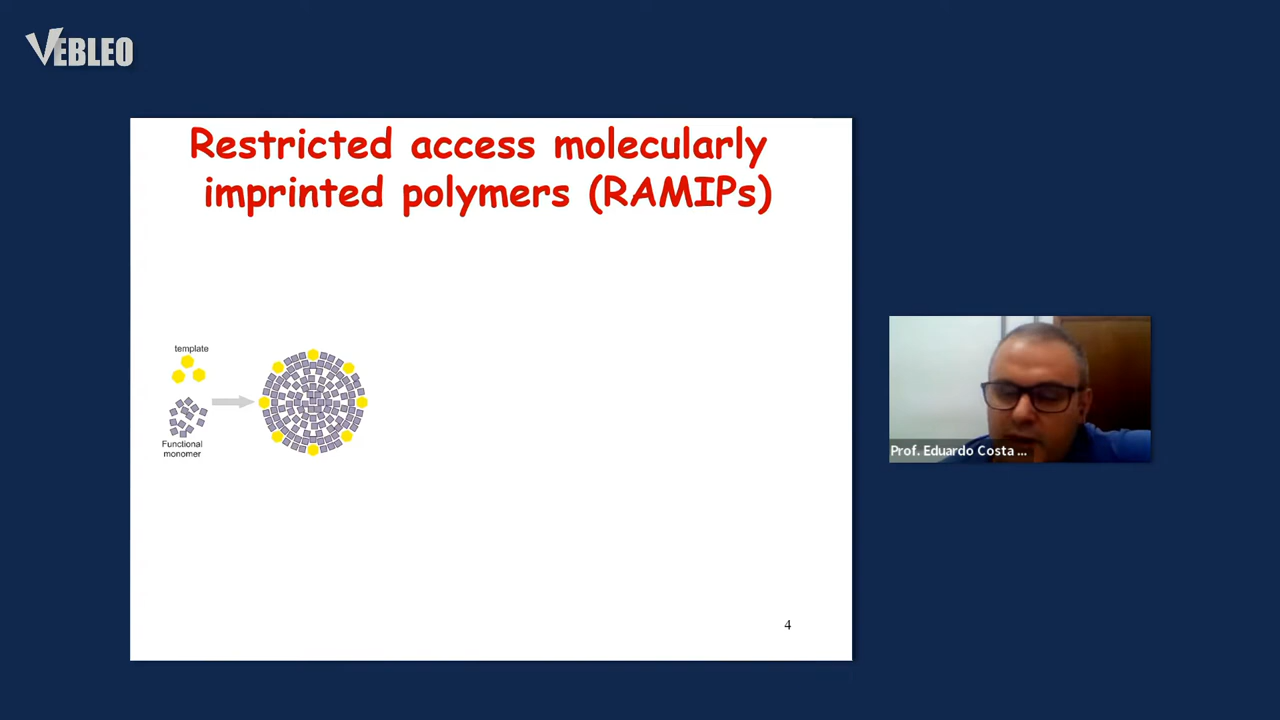 VEBLEO
Restricted access molecularly
imprinted polymers (RAMIPs)
template
Functional
monomer
Prof. Eduardo Costa ...
4